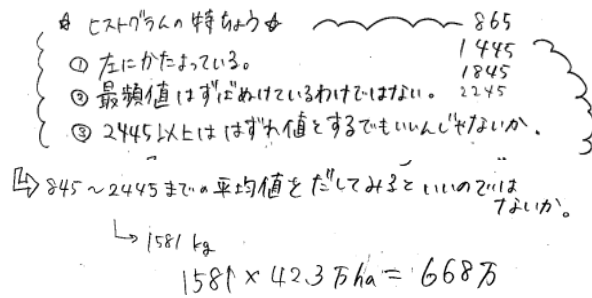 ☆ ヒストグラムの特ちょう☆
865
1445
1845
2245
① 左にかたまっている。
② 最頻値はずばぬけているわけではない。
③ 2445以上ははずれ値とするでもいいんじゃないか。
⇒ 845～2445までの平均値をだしてみるといいのでは
ないか。
↳ 1581 kg
1581 × 42.3万ha = 668万